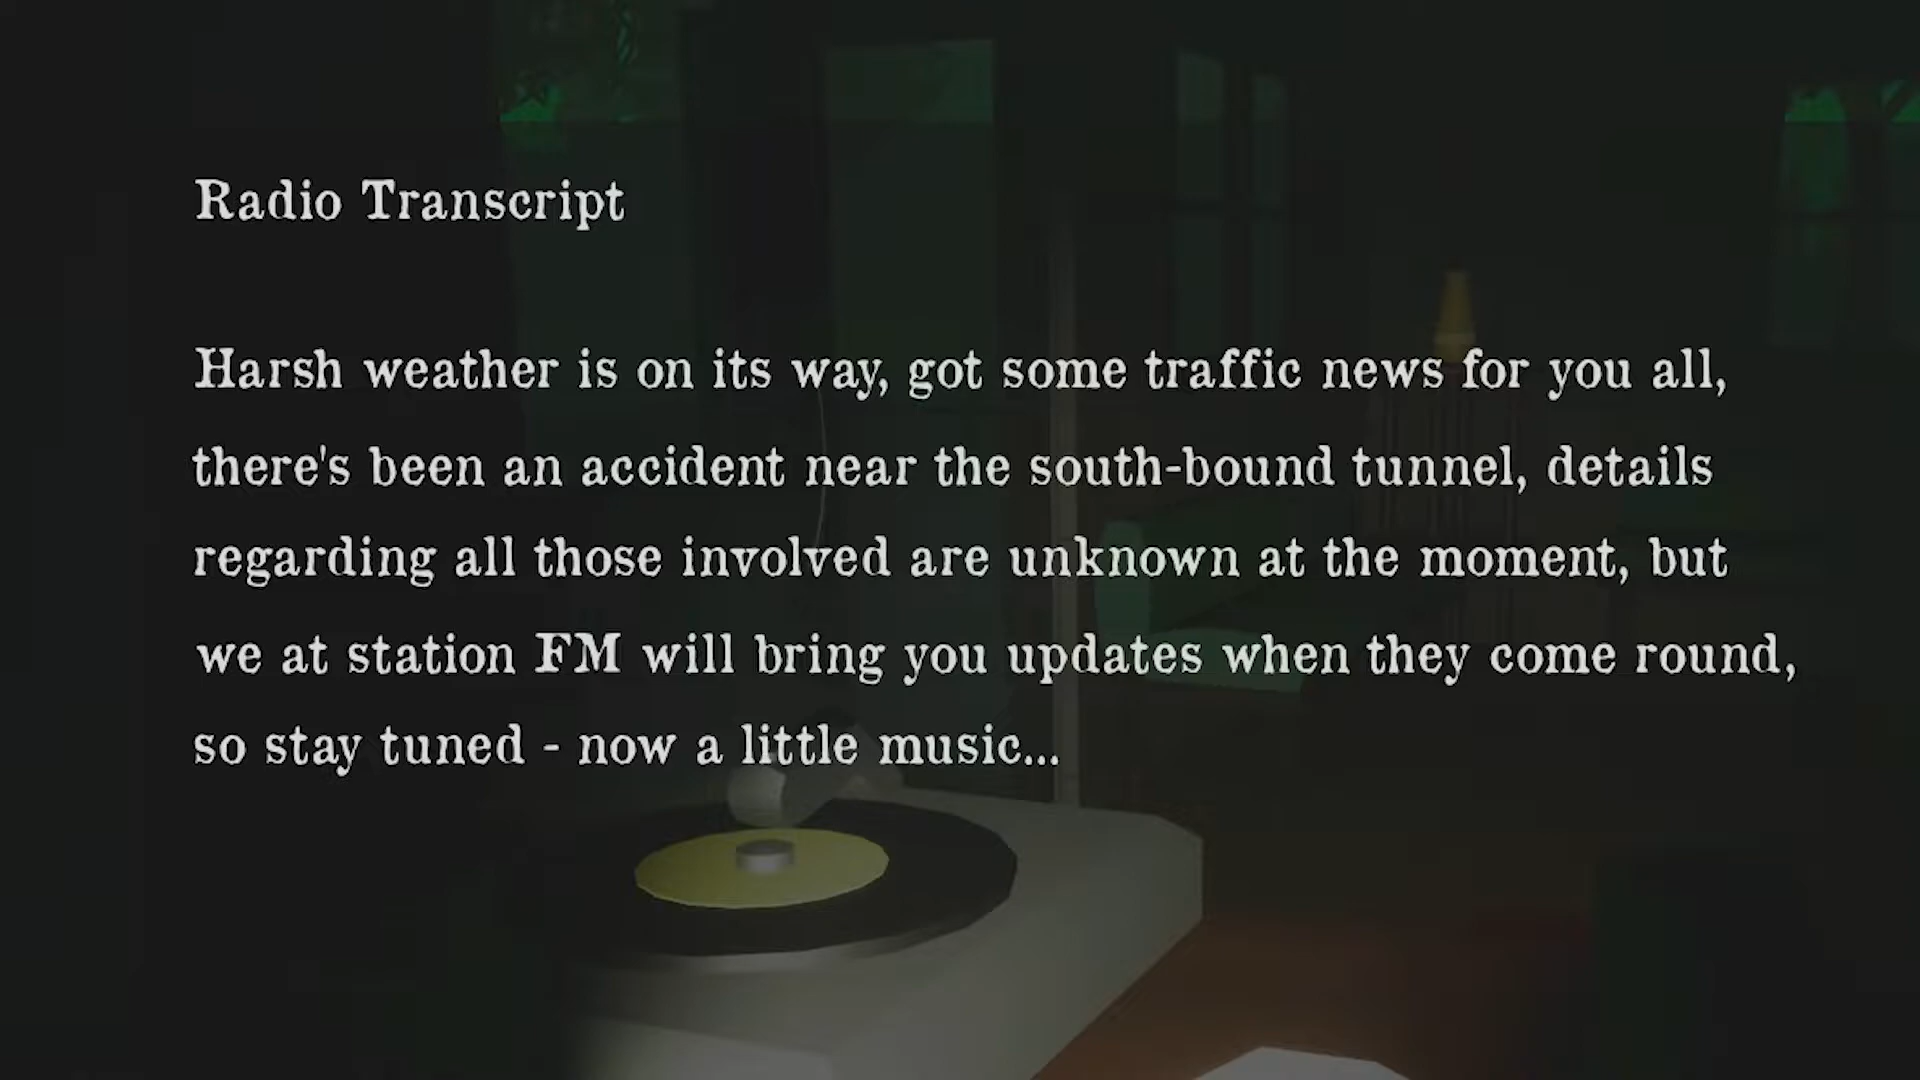 Radio Transcript
Harsh weather is on its way, got some traffic news for you all,
there's been an accident near the south-bound tunnel, details
regarding all those involved are unknown at the moment, but
we at station FM will bring you updates when they come round,
so stay tuned - now a little music...